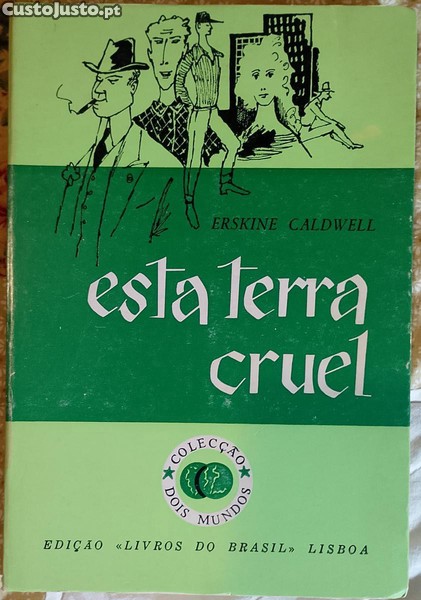 CustoJusto.pt
ERSKINE CALDWELL
esta terra
cruel
COLECÇÃO
DOIS MUNDOS
EDIÇÃO «LIVROS DO BRASIL» LISBOA